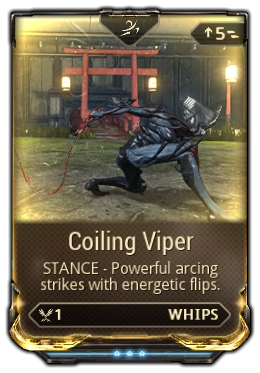 5
Coiling Viper
STANCE - Powerful arcing
strikes with energetic flips.
1 WHIPS